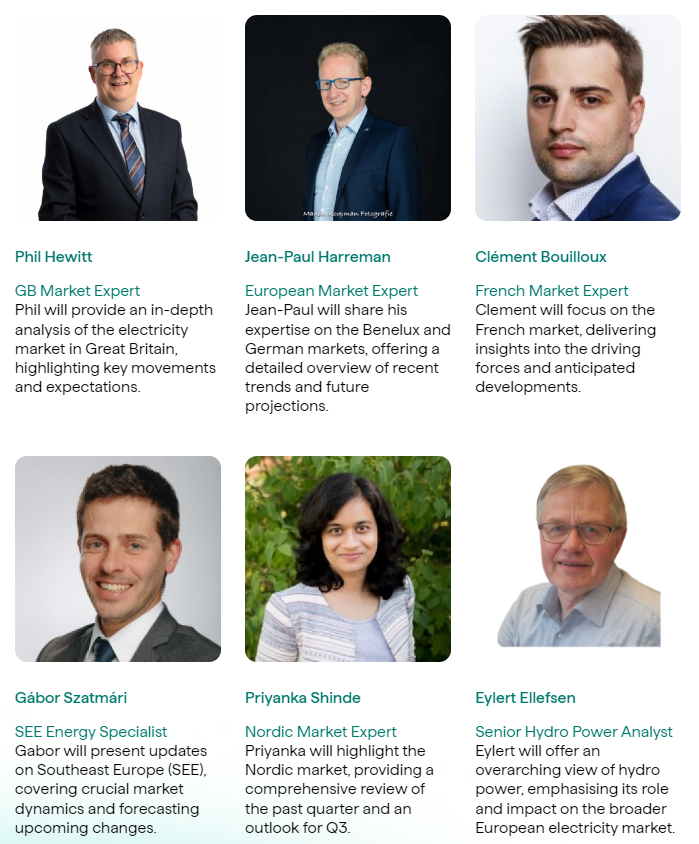 Manon Koopman Fotografie
Phil Hewitt
GB Market Expert
Phil will provide an in-depth
analysis of the electricity
market in Great Britain,
highlighting key movements
and expectations.
Jean-Paul Harreman
European Market Expert
Jean-Paul will share his
expertise on the Benelux and
German markets, offering a
detailed overview of recent
trends and future
projections.
Clément Bouilloux
French Market Expert
Clement will focus on the
French market, delivering
insights into the driving
forces and anticipated
developments.
Gábor Szatmári
SEE Energy Specialist
Gabor will present updates
on Southeast Europe (SEE),
covering crucial market
dynamics and forecasting
upcoming changes.
Priyanka Shinde
Nordic Market Expert
Priyanka will highlight the
Nordic market, providing a
comprehensive review of
the past quarter and an
outlook for Q3.
Eylert Ellefsen
Senior Hydro Power Analyst
Eylert will offer an
overarching view of hydro
power, emphasising its role
and impact on the broader
European electricity market.